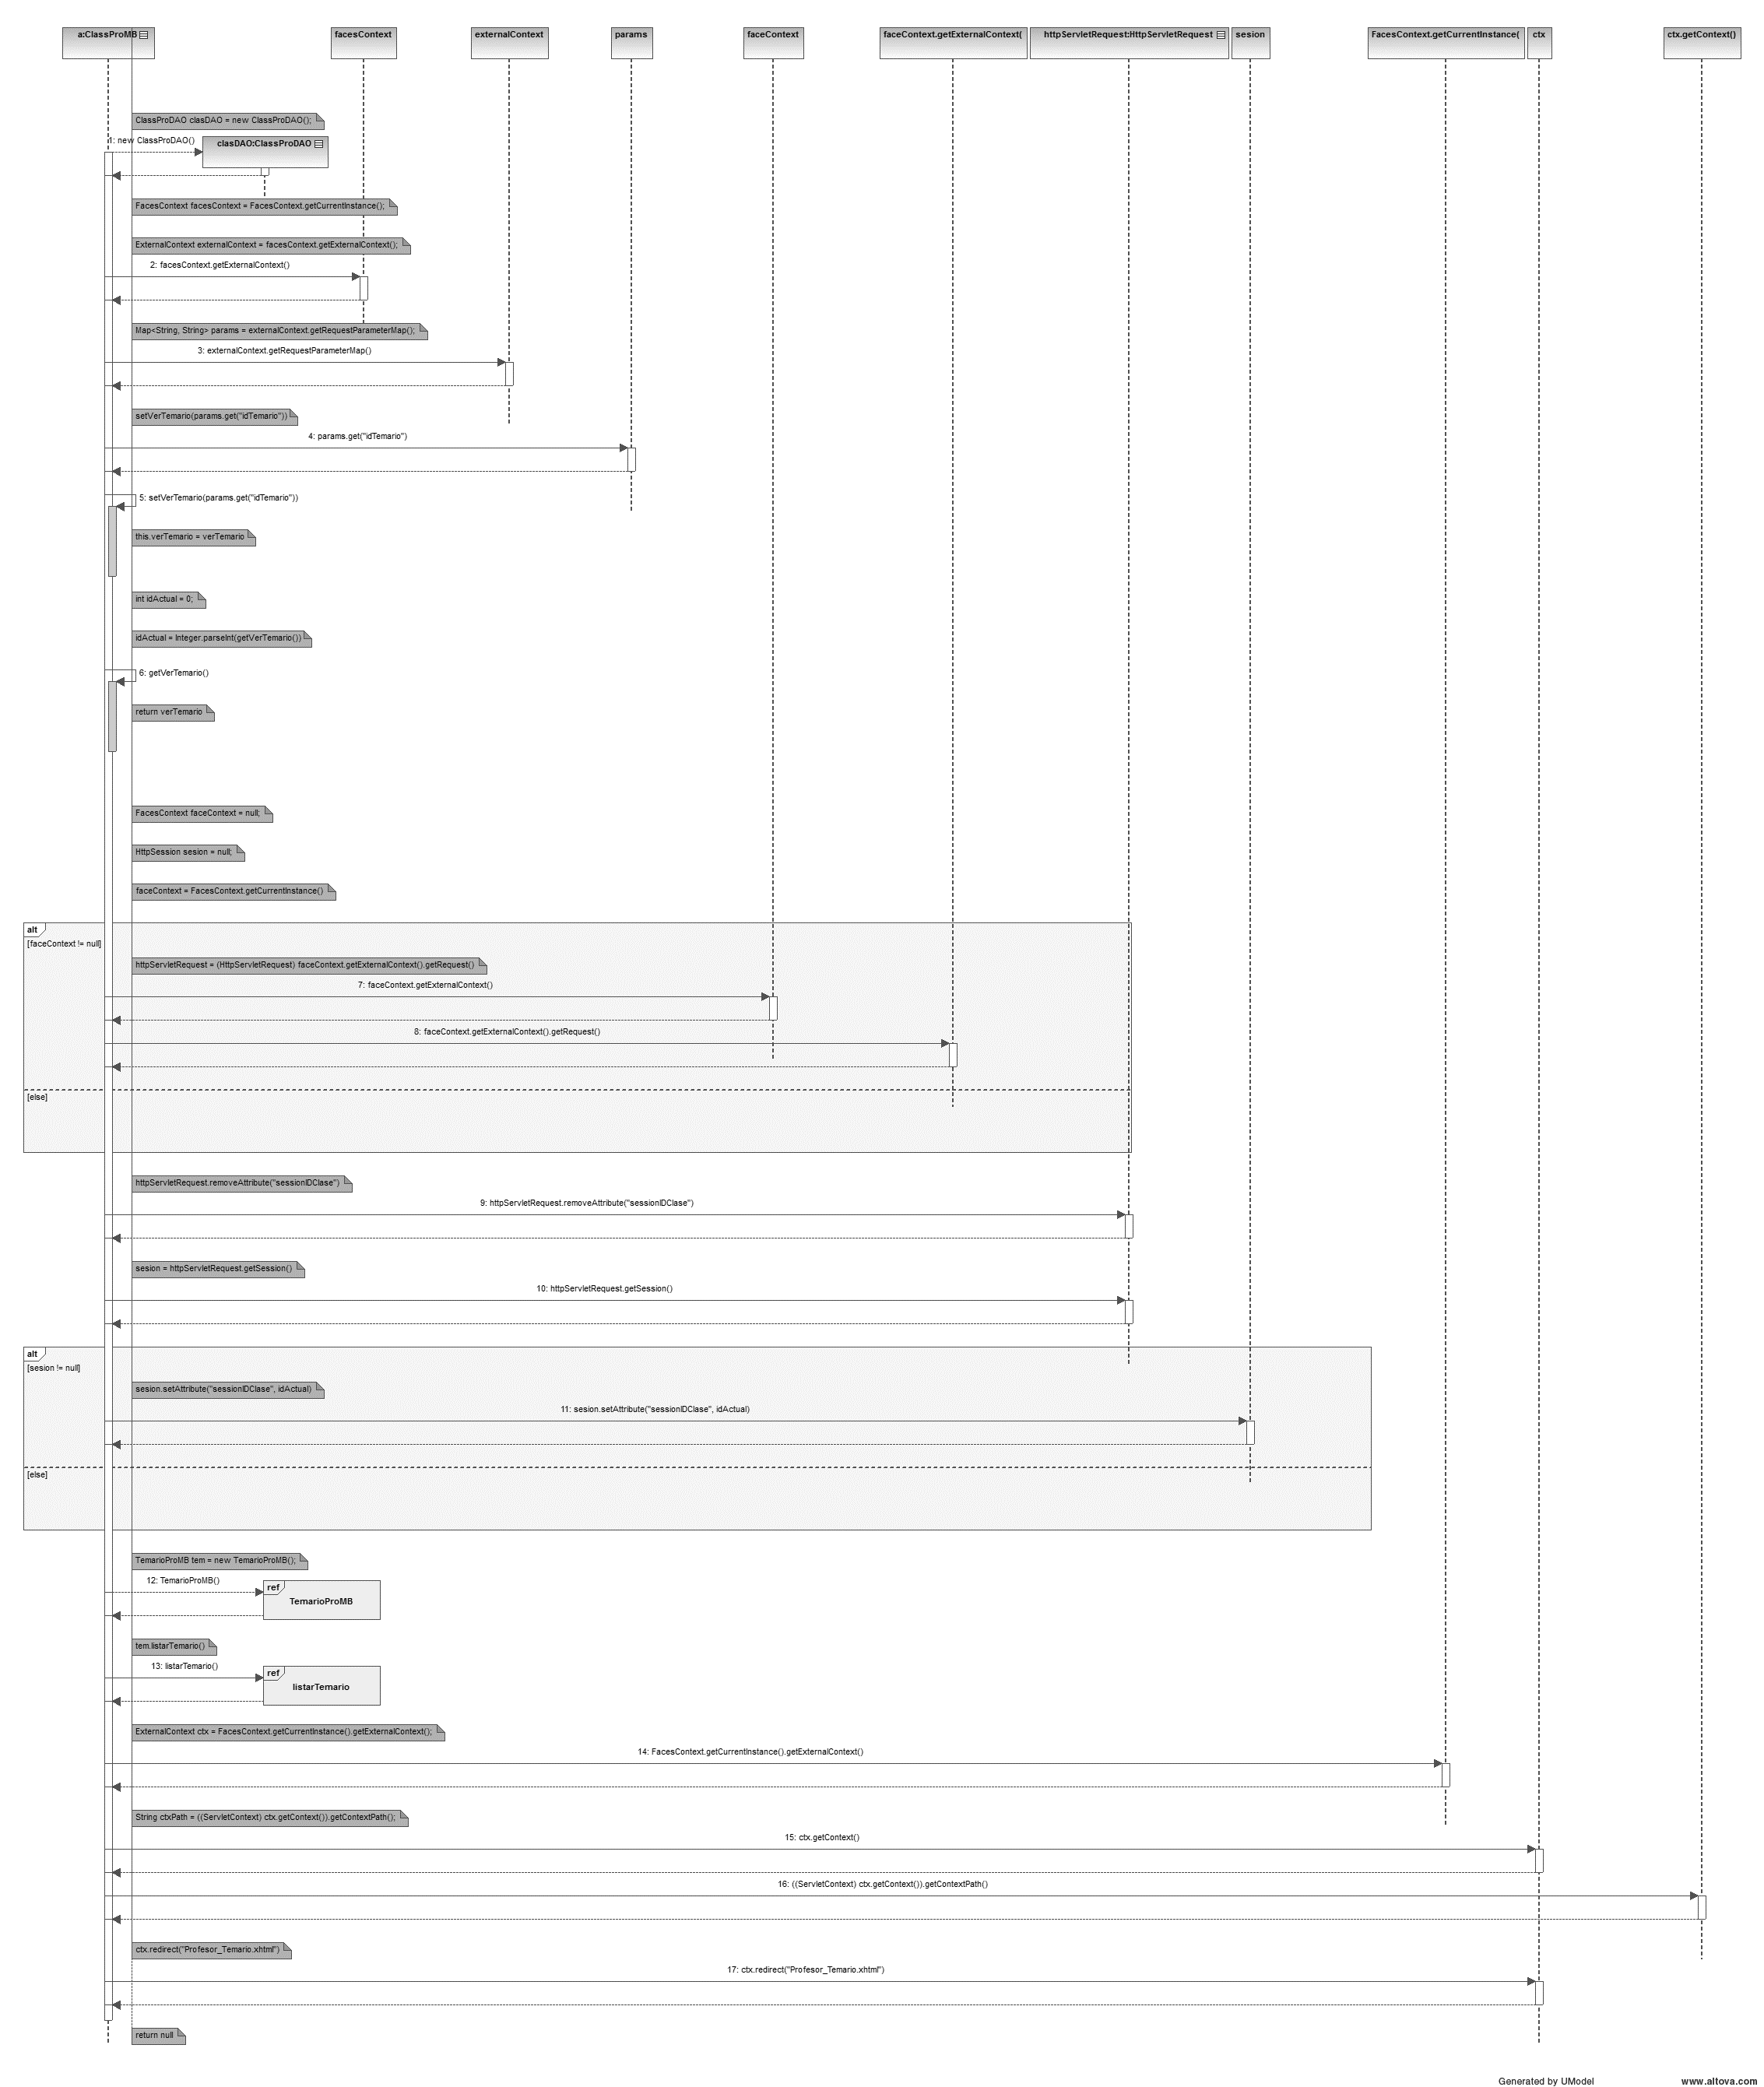 a:ClassProMB
facesContext
externalContext
params
faceContext
faceContext.getExternalContext(
httpServletRequest:HttpServletRequest
sesion
FacesContext.getCurrentInstance(
ctx
ctx.getContext()
ClassProDAO clasDAO = new ClassProDAO();
1: new ClassProDAO()
clasDAO:ClassProDAO
FacesContext facesContext = FacesContext.getCurrentInstance();
ExternalContext externalContext = facesContext.getExternalContext();
2: facesContext.getExternalContext()
Map<String, String> params = externalContext.getRequestParameterMap();
3: externalContext.getRequestParameterMap()
setVerTemario(params.get("idTemario"))
4: params.get("idTemario")
5: setVerTemario(params.get("idTemario"))
this.verTemario = verTemario
int idActual = 0;
idActual = Integer.parseInt(getVerTemario())
6: getVerTemario()
return verTemario
FacesContext faceContext = null;
HttpSession sesion = null;
faceContext = FacesContext.getCurrentInstance()
alt
[faceContext != null]
httpServletRequest = (HttpServletRequest) faceContext.getExternalContext().getRequest()
7: faceContext.getExternalContext()
8: faceContext.getExternalContext().getRequest()
[else]
httpServletRequest.removeAttribute("sessionIDClase")
9: httpServletRequest.removeAttribute("sessionIDClase")
sesion = httpServletRequest.getSession()
10: httpServletRequest.getSession()
alt
[sesion != null]
sesion.setAttribute("sessionIDClase", idActual)
11: sesion.setAttribute("sessionIDClase", idActual)
[else]
TemarioProMB tem = new TemarioProMB();
12: TemarioProMB()
ref
TemarioProMB
tem.listarTemario()
13: listarTemario()
ref
listarTemario
ExternalContext ctx = FacesContext.getCurrentInstance().getExternalContext();
14: FacesContext.getCurrentInstance().getExternalContext()
String ctxPath = ((ServletContext) ctx.getContext()).getContextPath();
15: ctx.getContext()
16: ((ServletContext) ctx.getContext()).getContextPath()
ctx.redirect("Profesor_Temario.xhtml")
17: ctx.redirect("Profesor_Temario.xhtml")
return null
Generated by UModel
www.altova.com